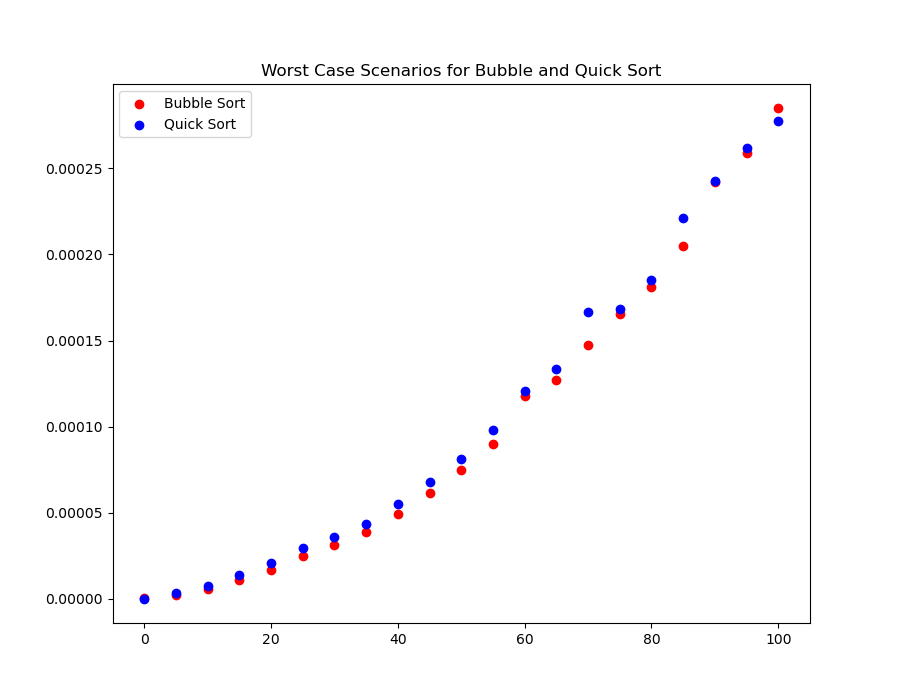 Worst Case Scenarios for Bubble and Quick Sort
Bubble Sort
Quick Sort
0.00025
0.00020
0.00015
0.00010
0.00005
0.00000
0 20 40 60 80 100